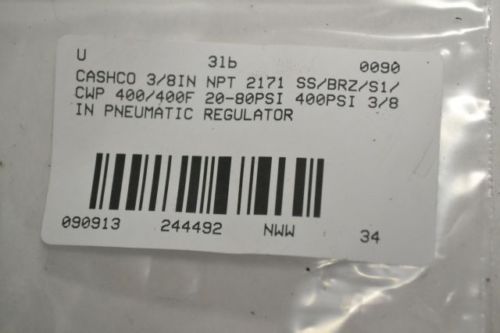 U 31b 0090
CASHCO 3/8IN NPT 2171 SS/BRZ/S1/
CWP 400/400F 20-80PSI 400PSI 3/8
IN PNEUMATIC REGULATOR
090913 244492 NWW 34